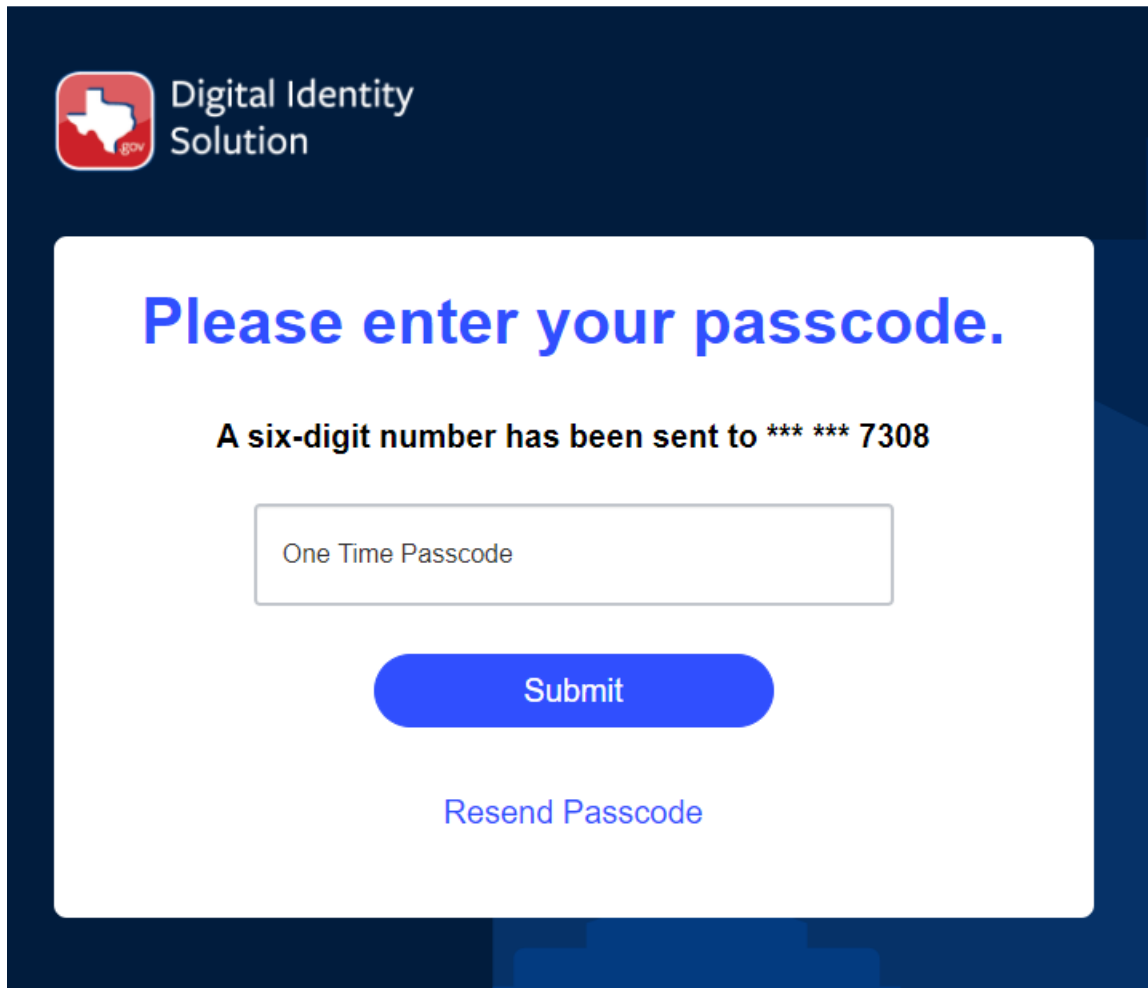 Digital Identity
Solution
.gov
Please enter your passcode.
A six-digit number has been sent to *** *** 7308
One Time Passcode
Submit
Resend Passcode